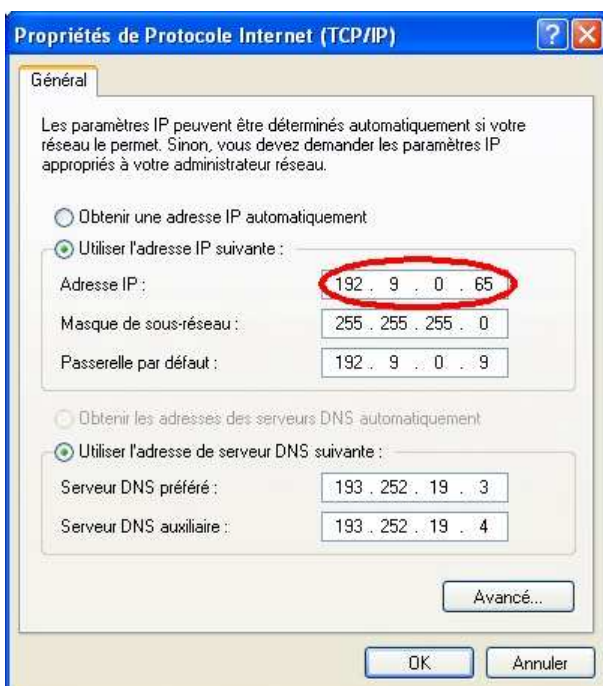 Propriétés de Protocole Internet (TCP/IP)
Général
Les paramètres IP peuvent être déterminés automatiquement si votre
réseau le permet. Sinon, vous devez demander les paramètres IP
appropriés à votre administrateur réseau.
Obtenir une adresse IP automatiquement
Utiliser l'adresse IP suivante :
Adresse IP : 192 . 9 . 0 . 65
Masque de sous-réseau : 255 . 255 . 255 . 0
Passerelle par défaut : 192 . 9 . 0 . 9
Obtenir les adresses des serveurs DNS automatiquement
Utiliser l'adresse de serveur DNS suivante :
Serveur DNS préféré : 193 . 252 . 19 . 3
Serveur DNS auxiliaire : 193 . 252 . 19 . 4
Avancé...
OK Annuler